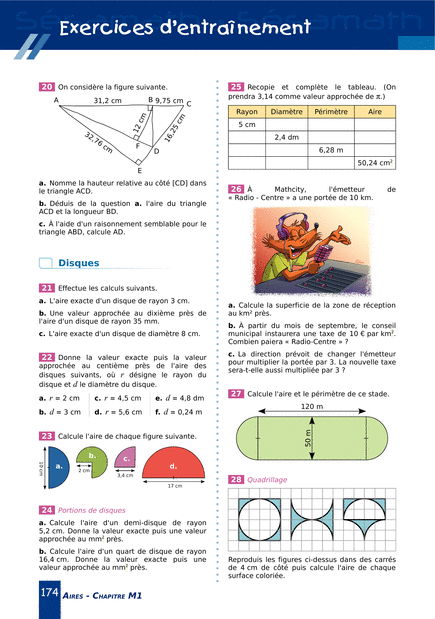 Exercices d'entraînement
20 On considère la figure suivante.
A
31,2 cm
B
9,75 cm
C
12 cm
16,25 cm
32,76 cm
F
D
E
a. Nomme la hauteur relative au côté [CD] dans
le triangle ACD.
b. Déduis de la question a. l'aire du triangle
ACD et la longueur BD.
c. À l'aide d'un raisonnement semblable pour le
triangle ABD, calcule AD.
Disques
21 Effectue les calculs suivants.
a. L'aire exacte d'un disque de rayon 3 cm.
b. Une valeur approchée au dixième près de
l'aire d'un disque de rayon 35 mm.
c. L'aire exacte d'un disque de diamètre 8 cm.
22 Donne la valeur exacte puis la valeur
approchée au centième près de l'aire des
disques suivants, où r désigne le rayon du
disque et d le diamètre du disque.
a. r = 2 cm c. r = 4,5 cm e. d = 4,8 dm
b. d = 3 cm d. r = 5,6 cm f. d = 0,24 m
23 Calcule l'aire de chaque figure suivante.
a.
b.
2 cm
c.
3,4 cm
d.
17 cm
24 Portions de disques
a. Calcule l'aire d'un demi-disque de rayon
5,2 cm. Donne la valeur exacte puis une valeur
approchée au mm² près.
b. Calcule l'aire d'un quart de disque de rayon
16,4 cm. Donne la valeur exacte puis une
valeur approchée au mm² près.
25 Recopie et complète le tableau. (On
prendra 3,14 comme valeur approchée de π.)
Rayon Diamètre Périmètre Aire
5 cm
2,4 dm
6,28 m
50,24 cm²
26 À Mathcity, l'émetteur de
« Radio - Centre » a une portée de 10 km.
a. Calcule la superficie de la zone de réception
au km² près.
b. À partir du mois de septembre, le conseil
municipal instaurera une taxe de 10 € par km².
Combien paiera « Radio-Centre » ?
c. La direction prévoit de changer l'émetteur
pour multiplier la portée par 3. La nouvelle taxe
sera-t-elle aussi multipliée par 3 ?
27 Calcule l'aire et le périmètre de ce stade.
120 m
50 m
28 Quadrillage
Reproduis les figures ci-dessus dans des carrés
de 4 cm de côté puis calcule l'aire de chaque
surface coloriée.
174 AIRES - CHAPITRE M1